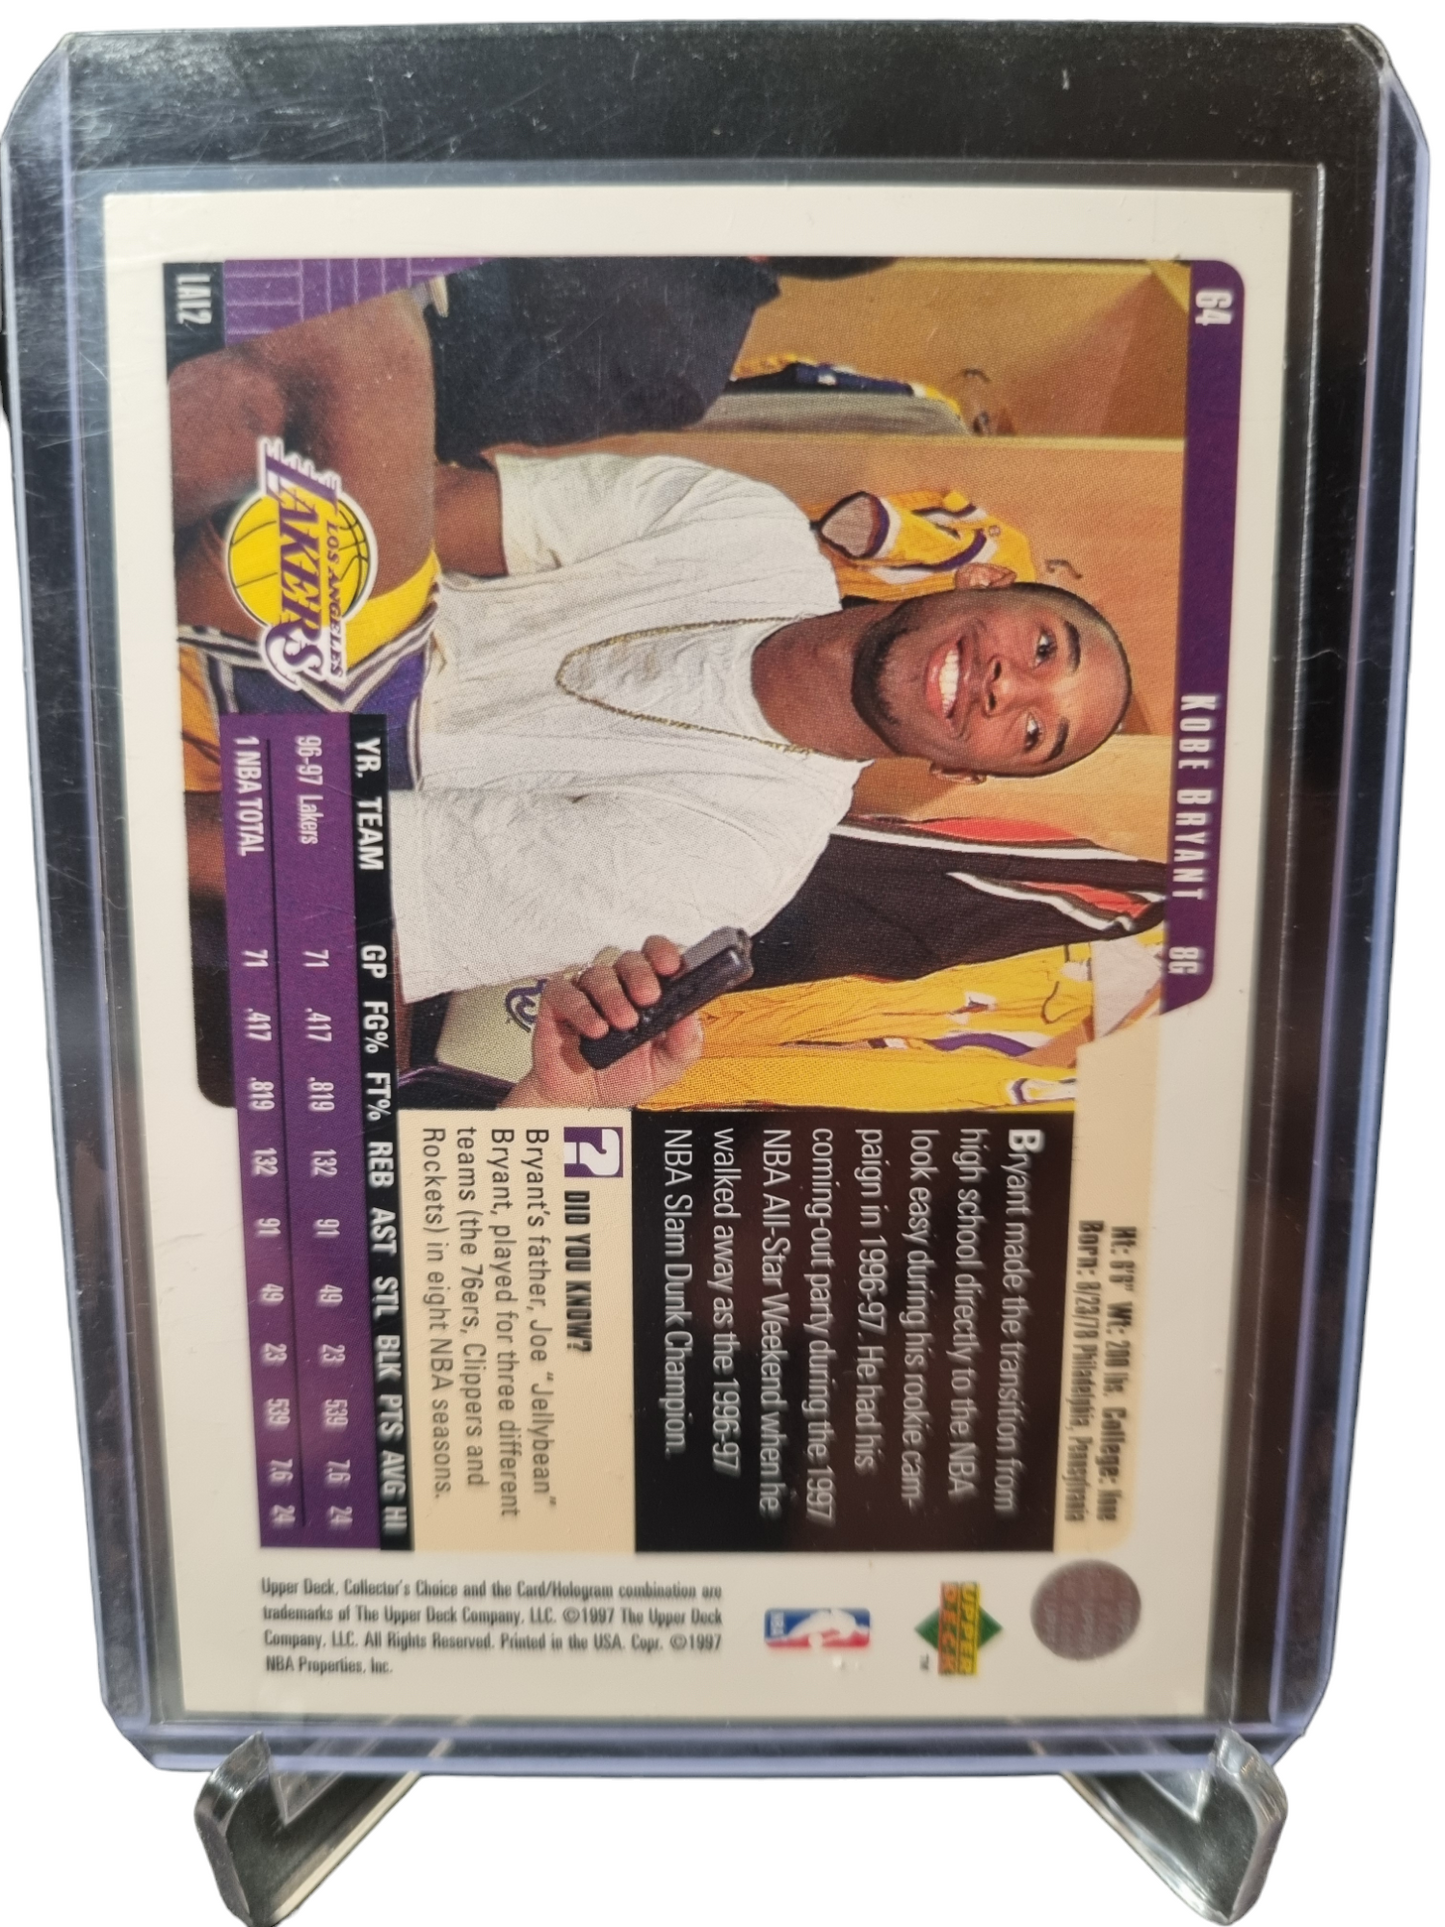 64
KOBE BRYANT 8G
Ht: 6'6" Wt: 200 lbs. College: None
Born: 8/23/78 Philadelphia, Pennsylvania
Bryant made the transition from
high school directly to the NBA
look easy during his rookie cam-
paign in 1996-97. He had his
coming-out party during the 1997
NBA All-Star Weekend when he
walked away as the 1996-97
NBA Slam Dunk Champion.
? DID YOU KNOW?
Bryant's father, Joe "Jellybean"
Bryant, played for three different
teams (the 76ers, Clippers and
Rockets) in eight NBA seasons.
LOS ANGELES
LAKERS
YR. TEAM GP FG% FT% REB AST STL BLK PTS AVG HI
96-97 Lakers 71 .417 .819 132 91 49 23 539 7.6 24
1 NBA TOTAL 71 .417 .819 132 91 49 23 539 7.6 24
LAL2
UPPER
DECK
TM
NBA
Upper Deck, Collector's Choice and the Card/Hologram combination are
trademarks of The Upper Deck Company, LLC. ©1997 The Upper Deck
Company, LLC. All Rights Reserved. Printed in the USA. Copr. ©1997
NBA Properties, Inc.